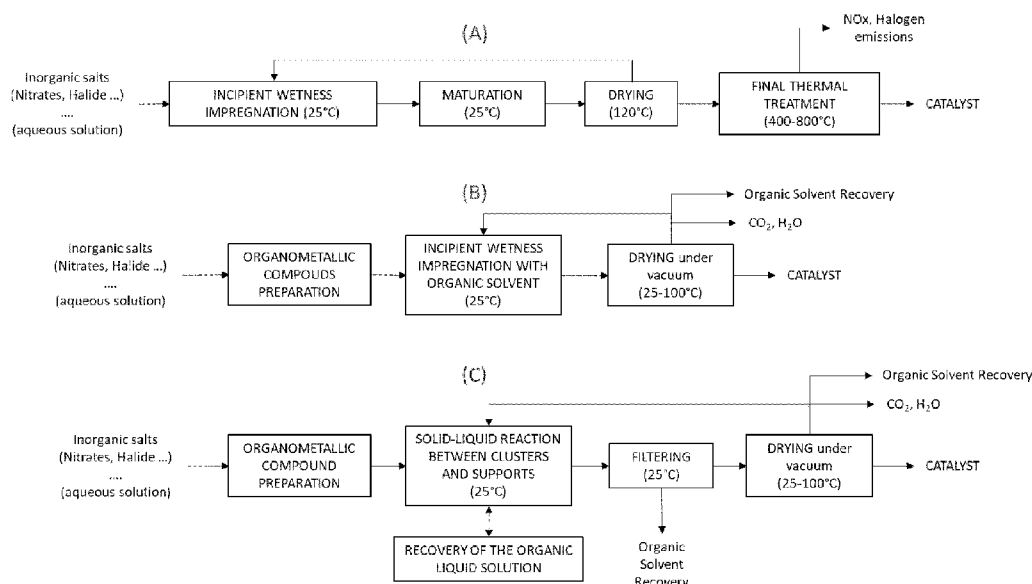 (A)
NOx, Halogen
emissions
Inorganic salts
(Nitrates, Halide ...)
....
(aqueous solution)
INCIPIENT WETNESS
IMPREGNATION (25°C)
MATURATION
(25°C)
DRYING
(120°C)
FINAL THERMAL
TREATMENT
(400-800°C)
CATALYST
(B)
Organic Solvent Recovery
CO₂, H₂O
Inorganic salts
(Nitrates, Halide ...)
....
(aqueous solution)
ORGANOMETALLIC
COMPOUDS
PREPARATION
INCIPIENT WETNESS
IMPREGNATION WITH
ORGANIC SOLVENT
(25°C)
DRYING under
vacuum
(25-100°C)
CATALYST
(C)
Organic Solvent Recovery
CO₂, H₂O
Inorganic salts
(Nitrates, Halide ...)
....
(aqueous solution)
ORGANOMETALLIC
COMPOUND
PREPARATION
SOLID-LIQUID REACTION
BETWEEN CLUSTERS
AND SUPPORTS
(25°C)
FILTERING
(25°C)
DRYING under
vacuum
(25-100°C)
CATALYST
RECOVERY OF THE ORGANIC
LIQUID SOLUTION
Organic
Solvent
Recovery